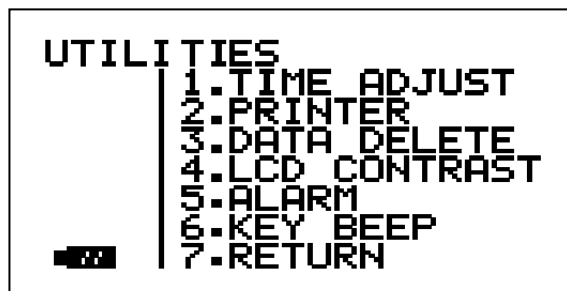 UTILITIES
1.TIME ADJUST
2.PRINTER
3.DATA DELETE
4.LCD CONTRAST
5.ALARM
6.KEY BEEP
7.RETURN